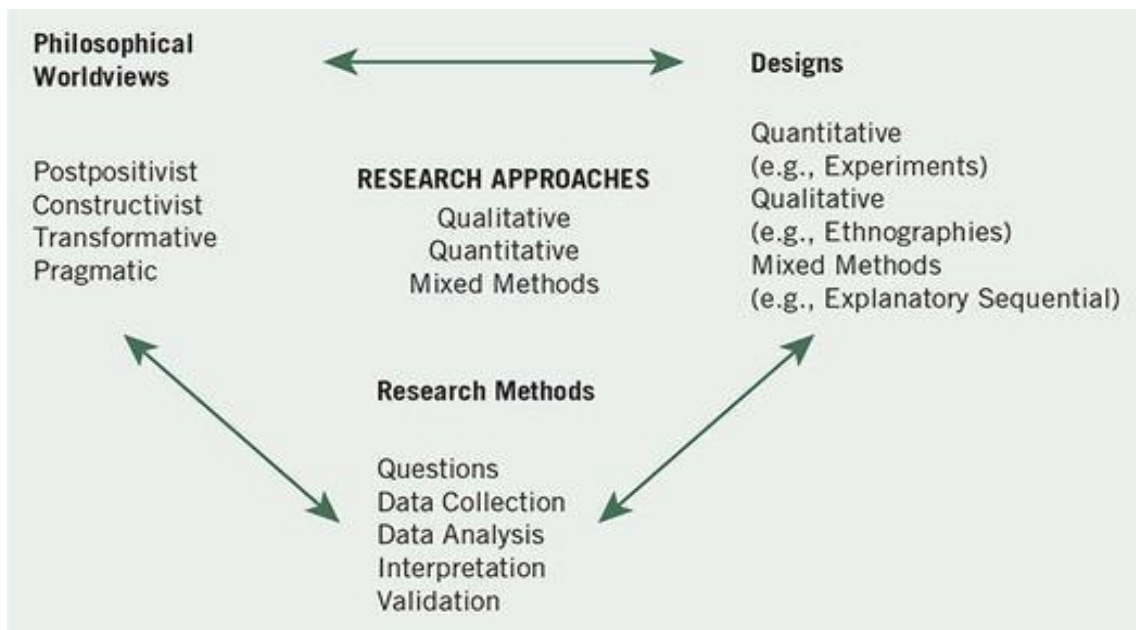 Philosophical
Worldviews
Postpositivist
Constructivist
Transformative
Pragmatic
RESEARCH APPROACHES
Qualitative
Quantitative
Mixed Methods
Designs
Quantitative
(e.g., Experiments)
Qualitative
(e.g., Ethnographies)
Mixed Methods
(e.g., Explanatory Sequential)
Research Methods
Questions
Data Collection
Data Analysis
Interpretation
Validation